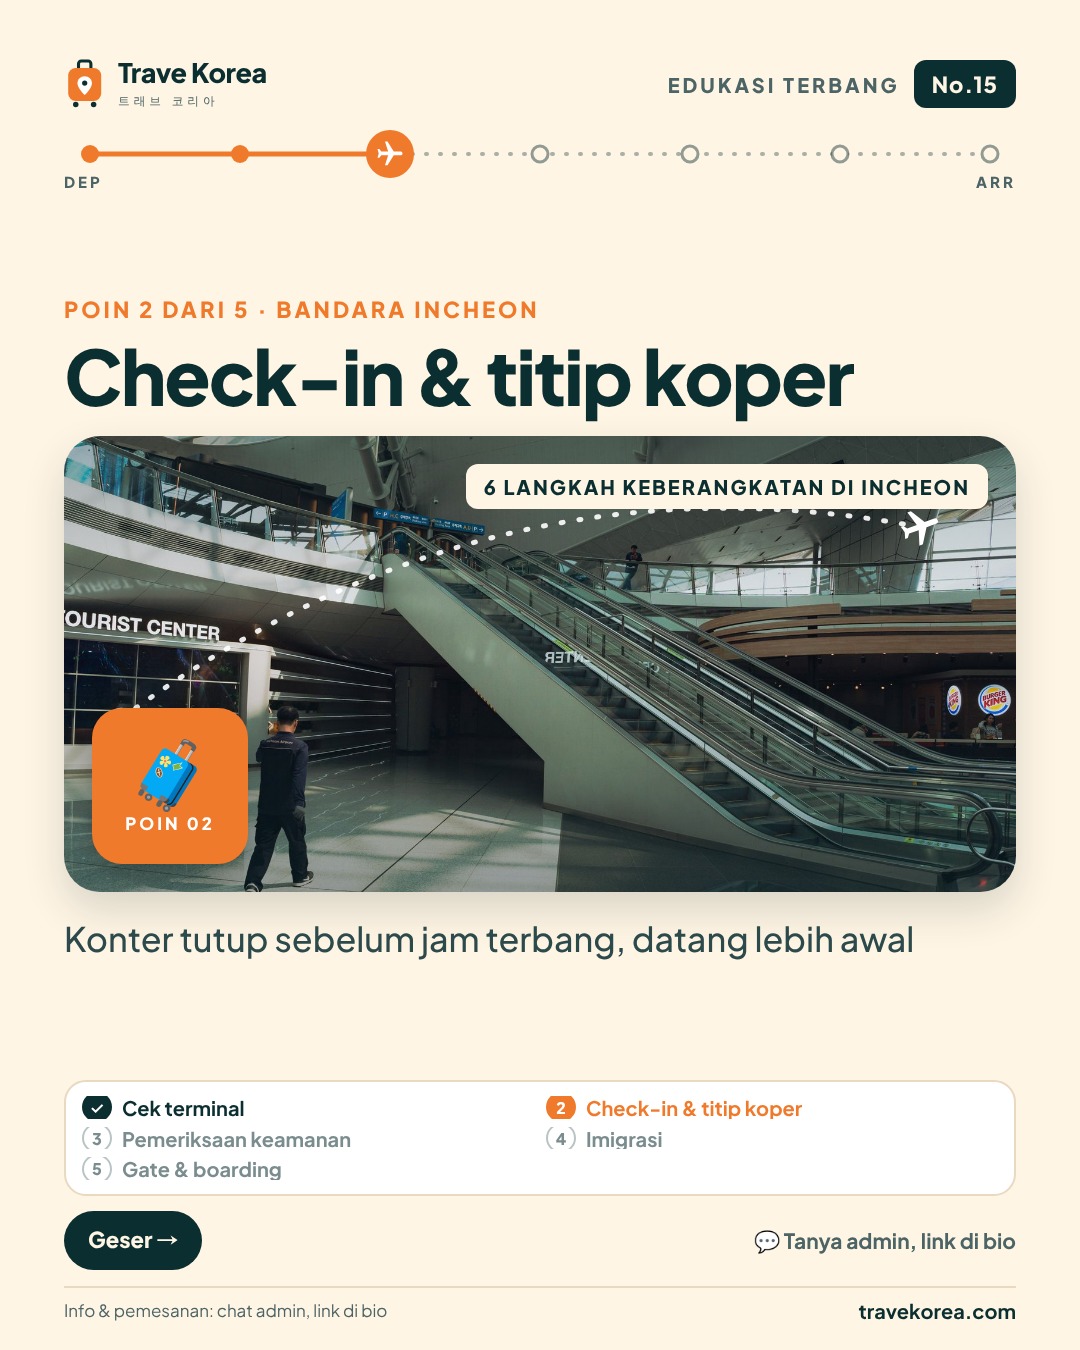 Trave Korea
트래브 코리아
EDUKASI TERBANG
No.15
DEP
ARR
POIN 2 DARI 5 · BANDARA INCHEON
Check-in & titip koper
6 LANGKAH KEBERANGKATAN DI INCHEON
OURIST CENTER
BURGER KING
POIN 02
Konter tutup sebelum jam terbang, datang lebih awal
Cek terminal
2 Check-in & titip koper
3 Pemeriksaan keamanan
4 Imigrasi
5 Gate & boarding
Geser →
Tanya admin, link di bio
Info & pemesanan: chat admin, link di bio
travekorea.com